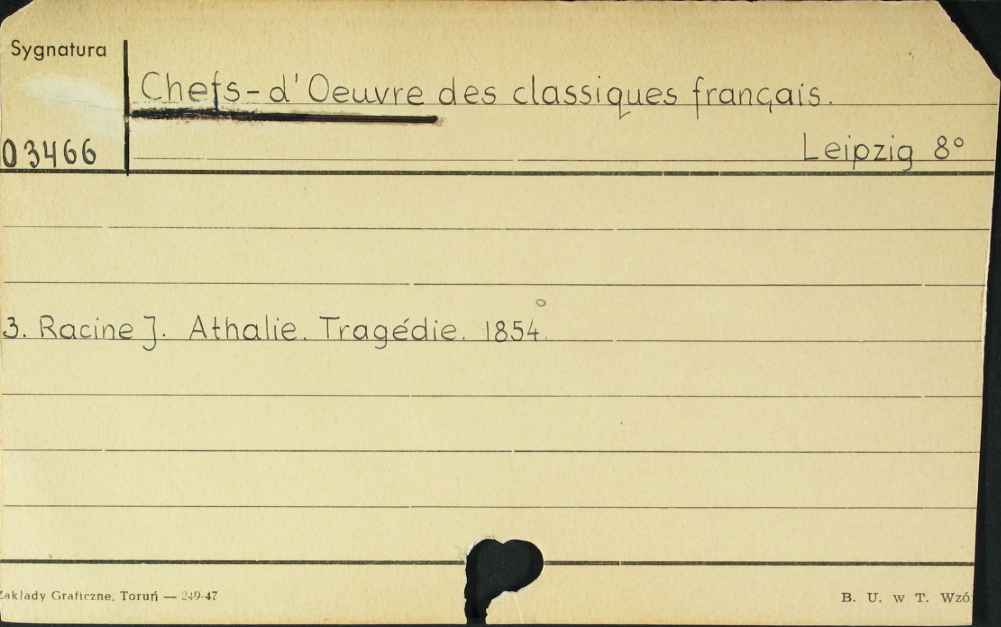 Sygnatura
Chefs-d'Oeuvre des classiques français.
03466
Leipzig 8°
3. Racine J. Athalie. Tragédie. 1854.
Zakłady Graficzne, Toruń — 249-47
B. U. w T. Wzó